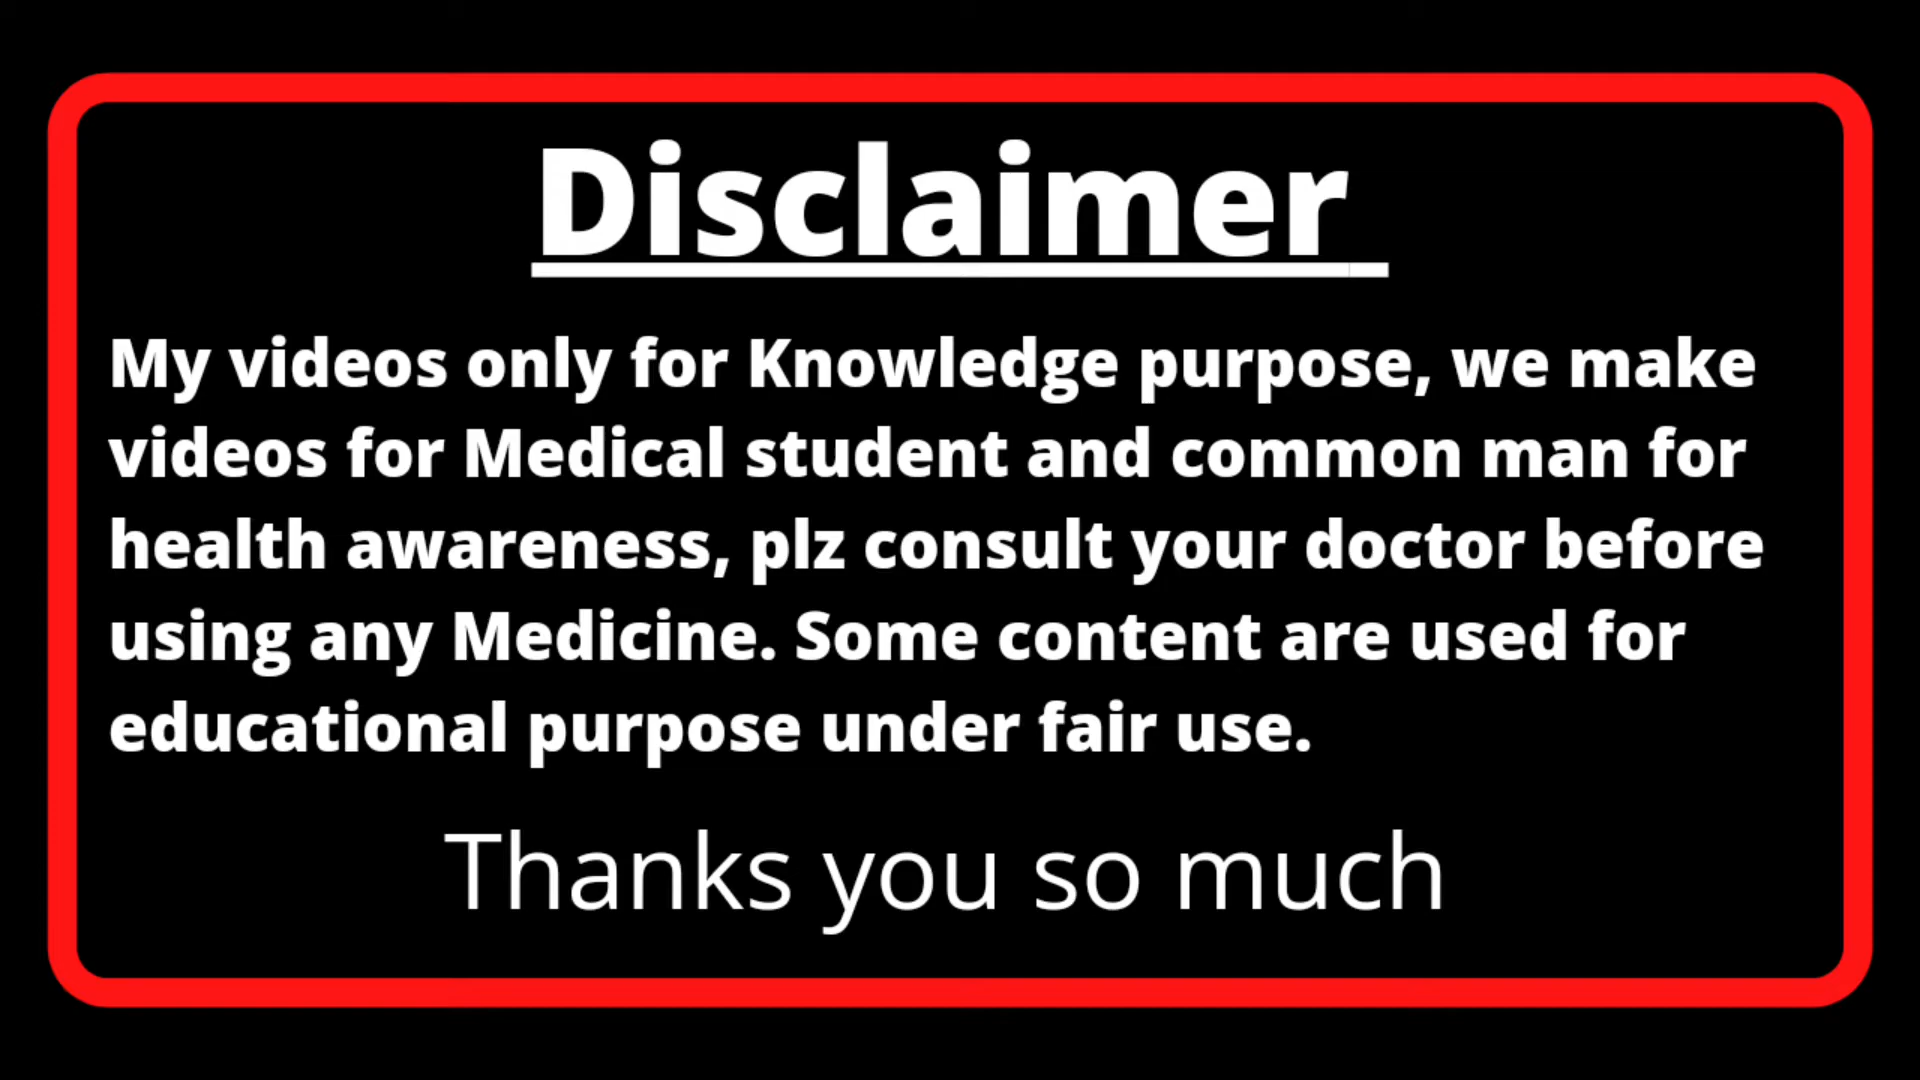 Disclaimer
My videos only for Knowledge purpose, we make
videos for Medical student and common man for
health awareness, plz consult your doctor before
using any Medicine. Some content are used for
educational purpose under fair use.
Thanks you so much